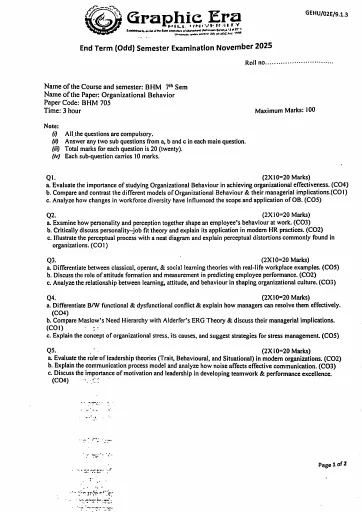 GEHU/02E/9.1.3
Graphic Era
HILL UNIVERSITY
End Term (Odd) Semester Examination November 2025
Roll no..............................
Name of the Course and semester: BHM 7th Sem
Name of the Paper: Organizational Behavior
Paper Code: BHM 705
Time: 3 hour Maximum Marks: 100
Note:
(i) All the questions are compulsory.
(ii) Answer any two sub questions from a, b and c in each main question.
(iii) Total marks for each question is 20 (twenty).
(iv) Each sub-question carries 10 marks.
Q1. (2X10=20 Marks)
a. Evaluate the importance of studying Organizational Behaviour in achieving organizational effectiveness. (CO4)
b. Compare and contrast the different models of Organizational Behaviour & their managerial implications.(CO1)
c. Analyze how changes in workforce diversity have influenced the scope and application of OB. (CO5)
Q2. (2X10=20 Marks)
a. Examine how personality and perception together shape an employee's behaviour at work. (CO3)
b. Critically discuss personality–job fit theory and explain its application in modern HR practices. (CO2)
c. Illustrate the perceptual process with a neat diagram and explain perceptual distortions commonly found in
organizations. (CO1)
Q3. (2X10=20 Marks)
a. Differentiate between classical, operant, & social learning theories with real-life workplace examples. (CO5)
b. Discuss the role of attitude formation and measurement in predicting employee performance. (CO2)
c. Analyze the relationship between learning, attitude, and behaviour in shaping organizational culture. (CO3)
Q4. (2X10=20 Marks)
a. Differentiate B/W functional & dysfunctional conflict & explain how managers can resolve them effectively.
(CO4)
b. Compare Maslow's Need Hierarchy with Alderfer's ERG Theory & discuss their managerial implications.
(CO1)
c. Explain the concept of organizational stress, its causes, and suggest strategies for stress management. (CO5)
Q5. (2X10=20 Marks)
a. Evaluate the role of leadership theories (Trait, Behavioural, and Situational) in modern organizations. (CO2)
b. Explain the communication process model and analyze how noise affects effective communication. (CO3)
c. Discuss the importance of motivation and leadership in developing teamwork & performance excellence.
(CO4)
Page 1 of 2